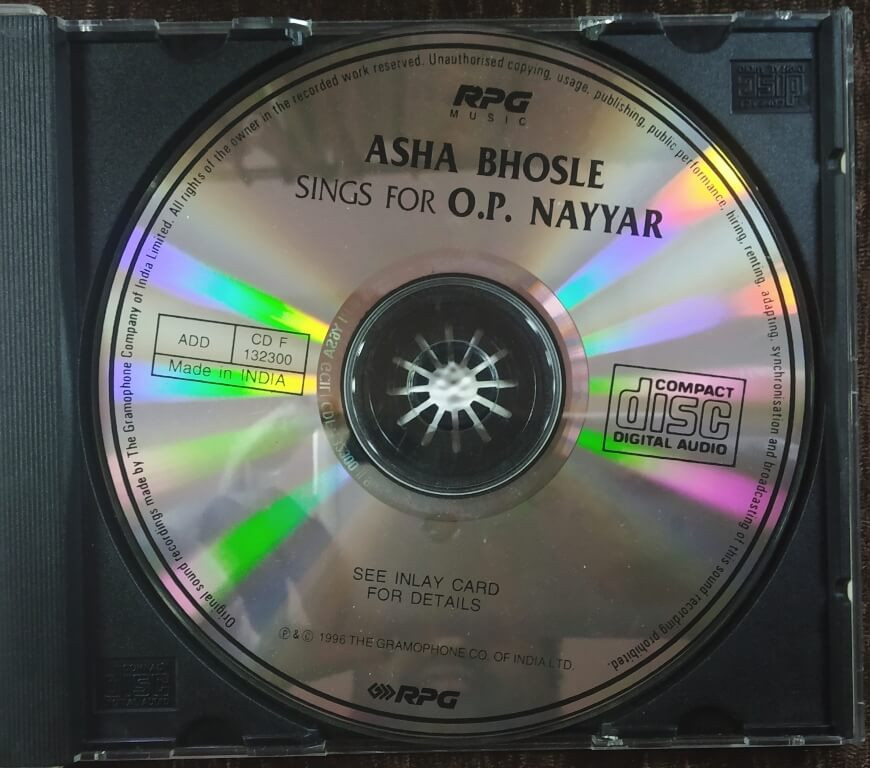 Original sound recordings made by The Gramophone Company of India Limited. All rights of the owner in the recorded work reserved. Unauthorised copying, usage, publishing, public performance, hiring, renting, adapting, synchronisation and broadcasting of this sound recording prohibited.
RPG
MUSIC
ASHA BHOSLE
SINGS FOR O.P. NAYYAR
ADD
CD F
132300
Made in INDIA
COMPACT
disc
DIGITAL AUDIO
SEE INLAY CARD
FOR DETAILS
℗ & © 1996 THE GRAMOPHONE CO. OF INDIA LTD.
RPG